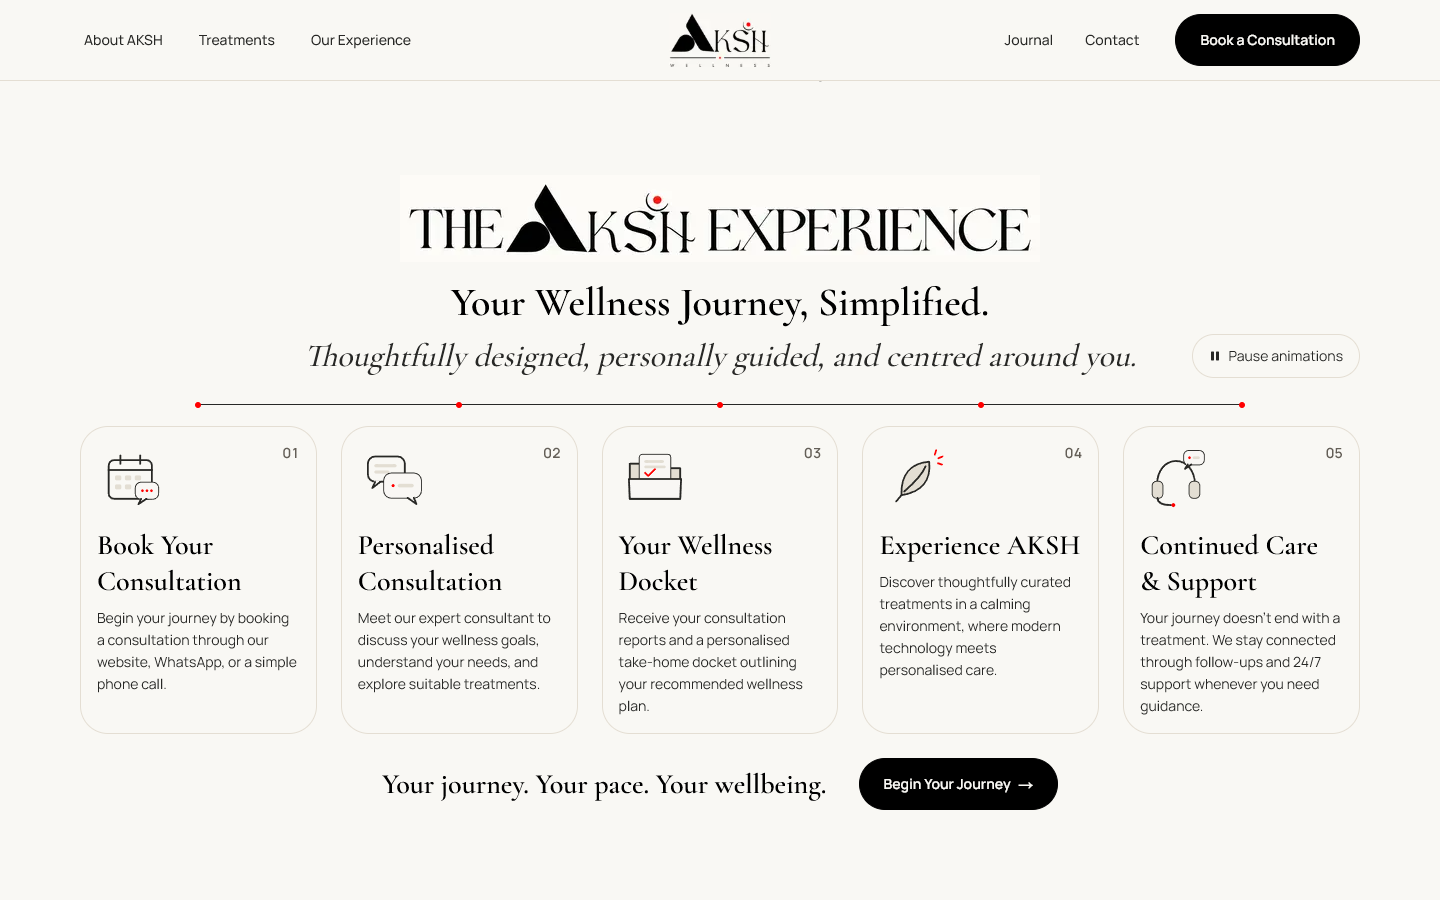 About AKSH
Treatments
Our Experience
AKSH
WELLNESS
Journal
Contact
Book a Consultation
THE AKSH EXPERIENCE
Your Wellness Journey, Simplified.
Thoughtfully designed, personally guided, and centred around you.
Pause animations
01
Book Your
Consultation
Begin your journey by booking
a consultation through our
website, WhatsApp, or a simple
phone call.
02
Personalised
Consultation
Meet our expert consultant to
discuss your wellness goals,
understand your needs, and
explore suitable treatments.
03
Your Wellness
Docket
Receive your consultation
reports and a personalised
take-home docket outlining
your recommended wellness
plan.
04
Experience AKSH
Discover thoughtfully curated
treatments in a calming
environment, where modern
technology meets
personalised care.
05
Continued Care
& Support
Your journey doesn't end with a
treatment. We stay connected
through follow-ups and 24/7
support whenever you need
guidance.
Your journey. Your pace. Your wellbeing.
Begin Your Journey →